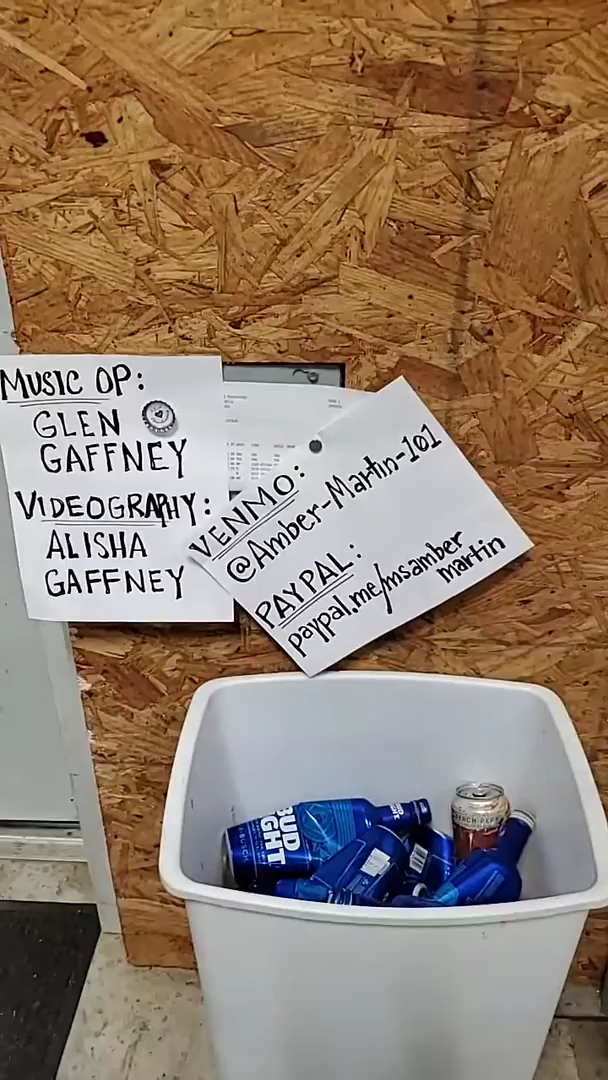 MUSIC OP:
GLEN
GAFFNEY
VIDEOGRAPHY:
ALISHA
GAFFNEY
VENMO:
@Amber-Martin-101
PAYPAL:
paypal.me/msamber
martin
BUD
LIGHT